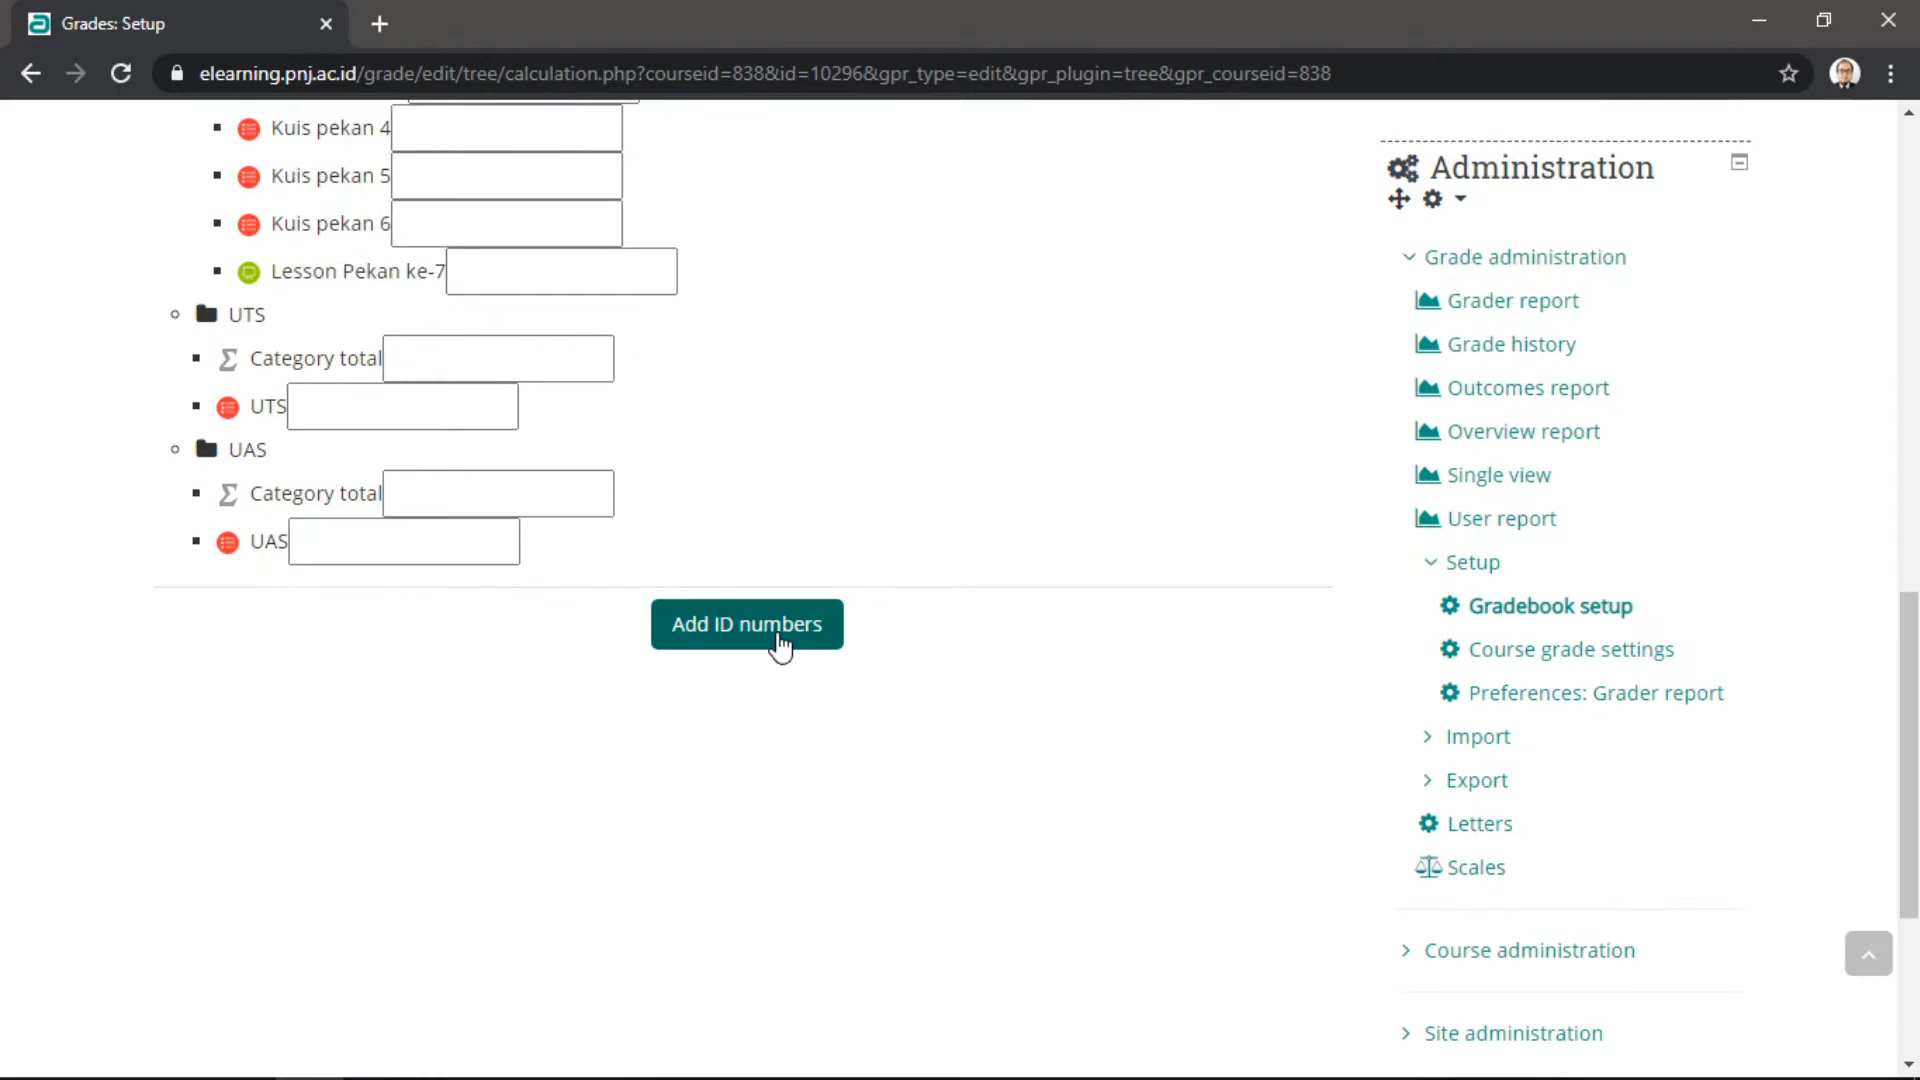 Grades: Setup
elearning.pnj.ac.id/grade/edit/tree/calculation.php?courseid=838&id=10296&gpr_type=edit&gpr_plugin=tree&gpr_courseid=838
Kuis pekan 4
Kuis pekan 5
Kuis pekan 6
Lesson Pekan ke-7
UTS
Category total
UTS
UAS
Category total
UAS
Add ID numbers
Administration
Grade administration
Grader report
Grade history
Outcomes report
Overview report
Single view
User report
Setup
Gradebook setup
Course grade settings
Preferences: Grader report
Import
Export
Letters
Scales
Course administration
Site administration